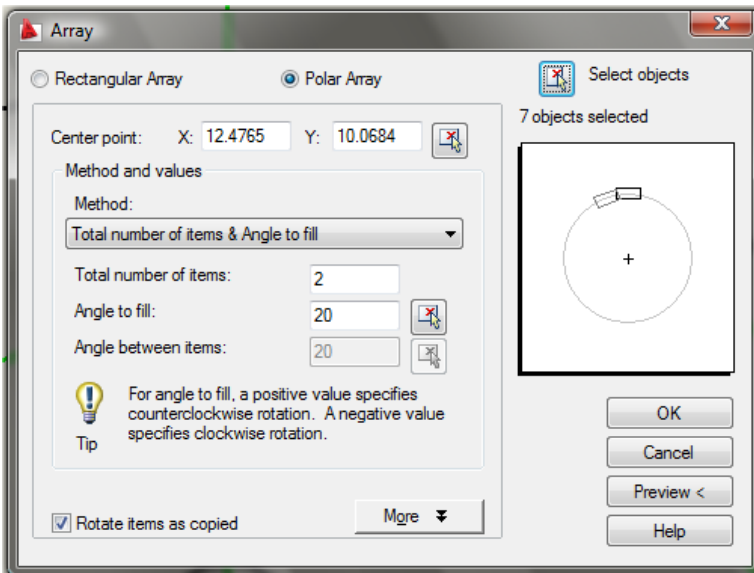 Array
Rectangular Array Polar Array Select objects
7 objects selected
Center point: X: 12.4765 Y: 10.0684
Method and values
Method:
Total number of items & Angle to fill
Total number of items: 2
Angle to fill: 20
Angle between items: 20
For angle to fill, a positive value specifies
counterclockwise rotation. A negative value
specifies clockwise rotation.
Tip
OK
Cancel
Preview <
Rotate items as copied More
Help